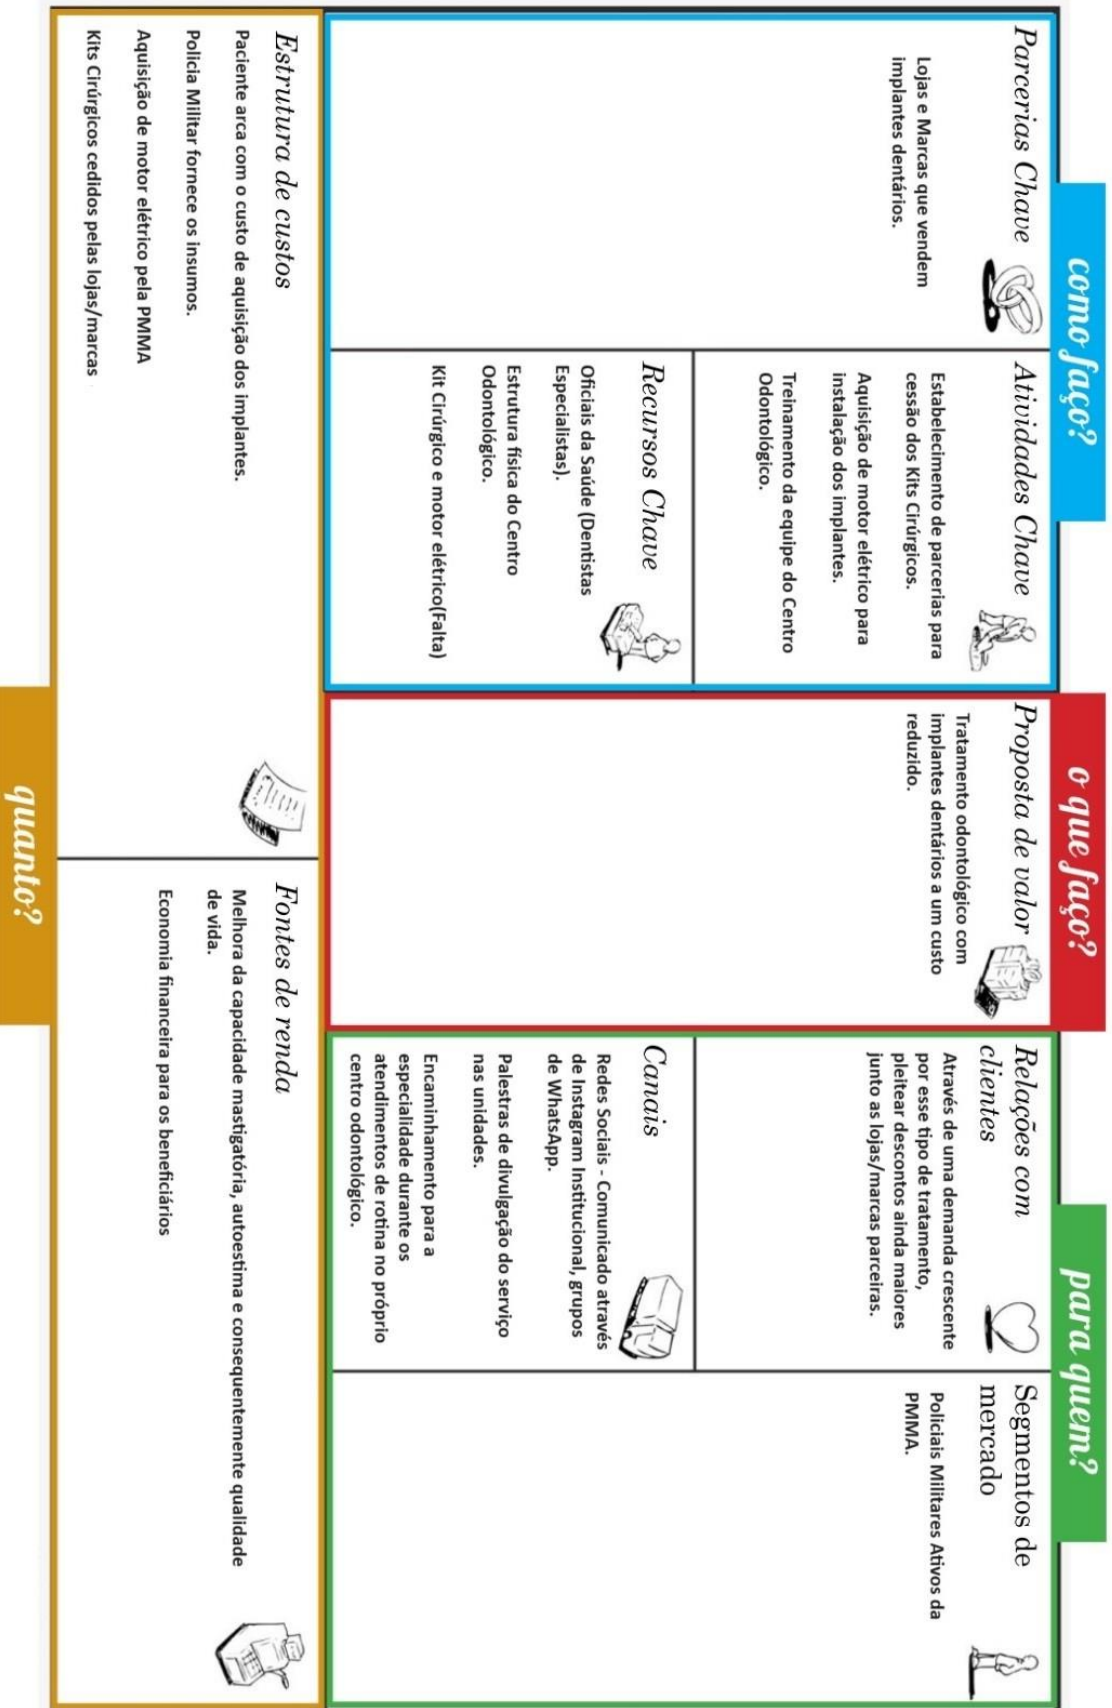 como faço?
o que faço?
para quem?
Parcerias Chave
Lojas e Marcas que vendem
implantes dentários.
Atividades Chave
Estabelecimento de parcerias para
cessão dos Kits Cirúrgicos.
Aquisição de motor elétrico para
instalação dos implantes.
Treinamento da equipe do Centro
Odontológico.
Recursos Chave
Oficiais da Saúde (Dentistas
Especialistas).
Estrutura física do Centro
Odontológico.
Kit Cirúrgico e motor elétrico(Falta)
Proposta de valor
Tratamento odontológico com
implantes dentários a um custo
reduzido.
Relações com
clientes
Através de uma demanda crescente
por esse tipo de tratamento,
pleitear descontos ainda maiores
junto as lojas/marcas parceiras.
Canais
Redes Sociais - Comunicado através
de Instagram Institucional, grupos
de WhatsApp.
Palestras de divulgação do serviço
nas unidades.
Encaminhamento para a
especialidade durante os
atendimentos de rotina no próprio
centro odontológico.
Segmentos de
mercado
Policiais Militares Ativos da
PMMA.
Estrutura de custos
Paciente arca com o custo de aquisição dos implantes.
Policia Militar fornece os insumos.
Aquisição de motor elétrico pela PMMA
Kits Cirúrgicos cedidos pelas lojas/marcas
Fontes de renda
Melhora da capacidade mastigatória, autoestima e consequentemente qualidade
de vida.
Economia financeira para os beneficiários
quanto?